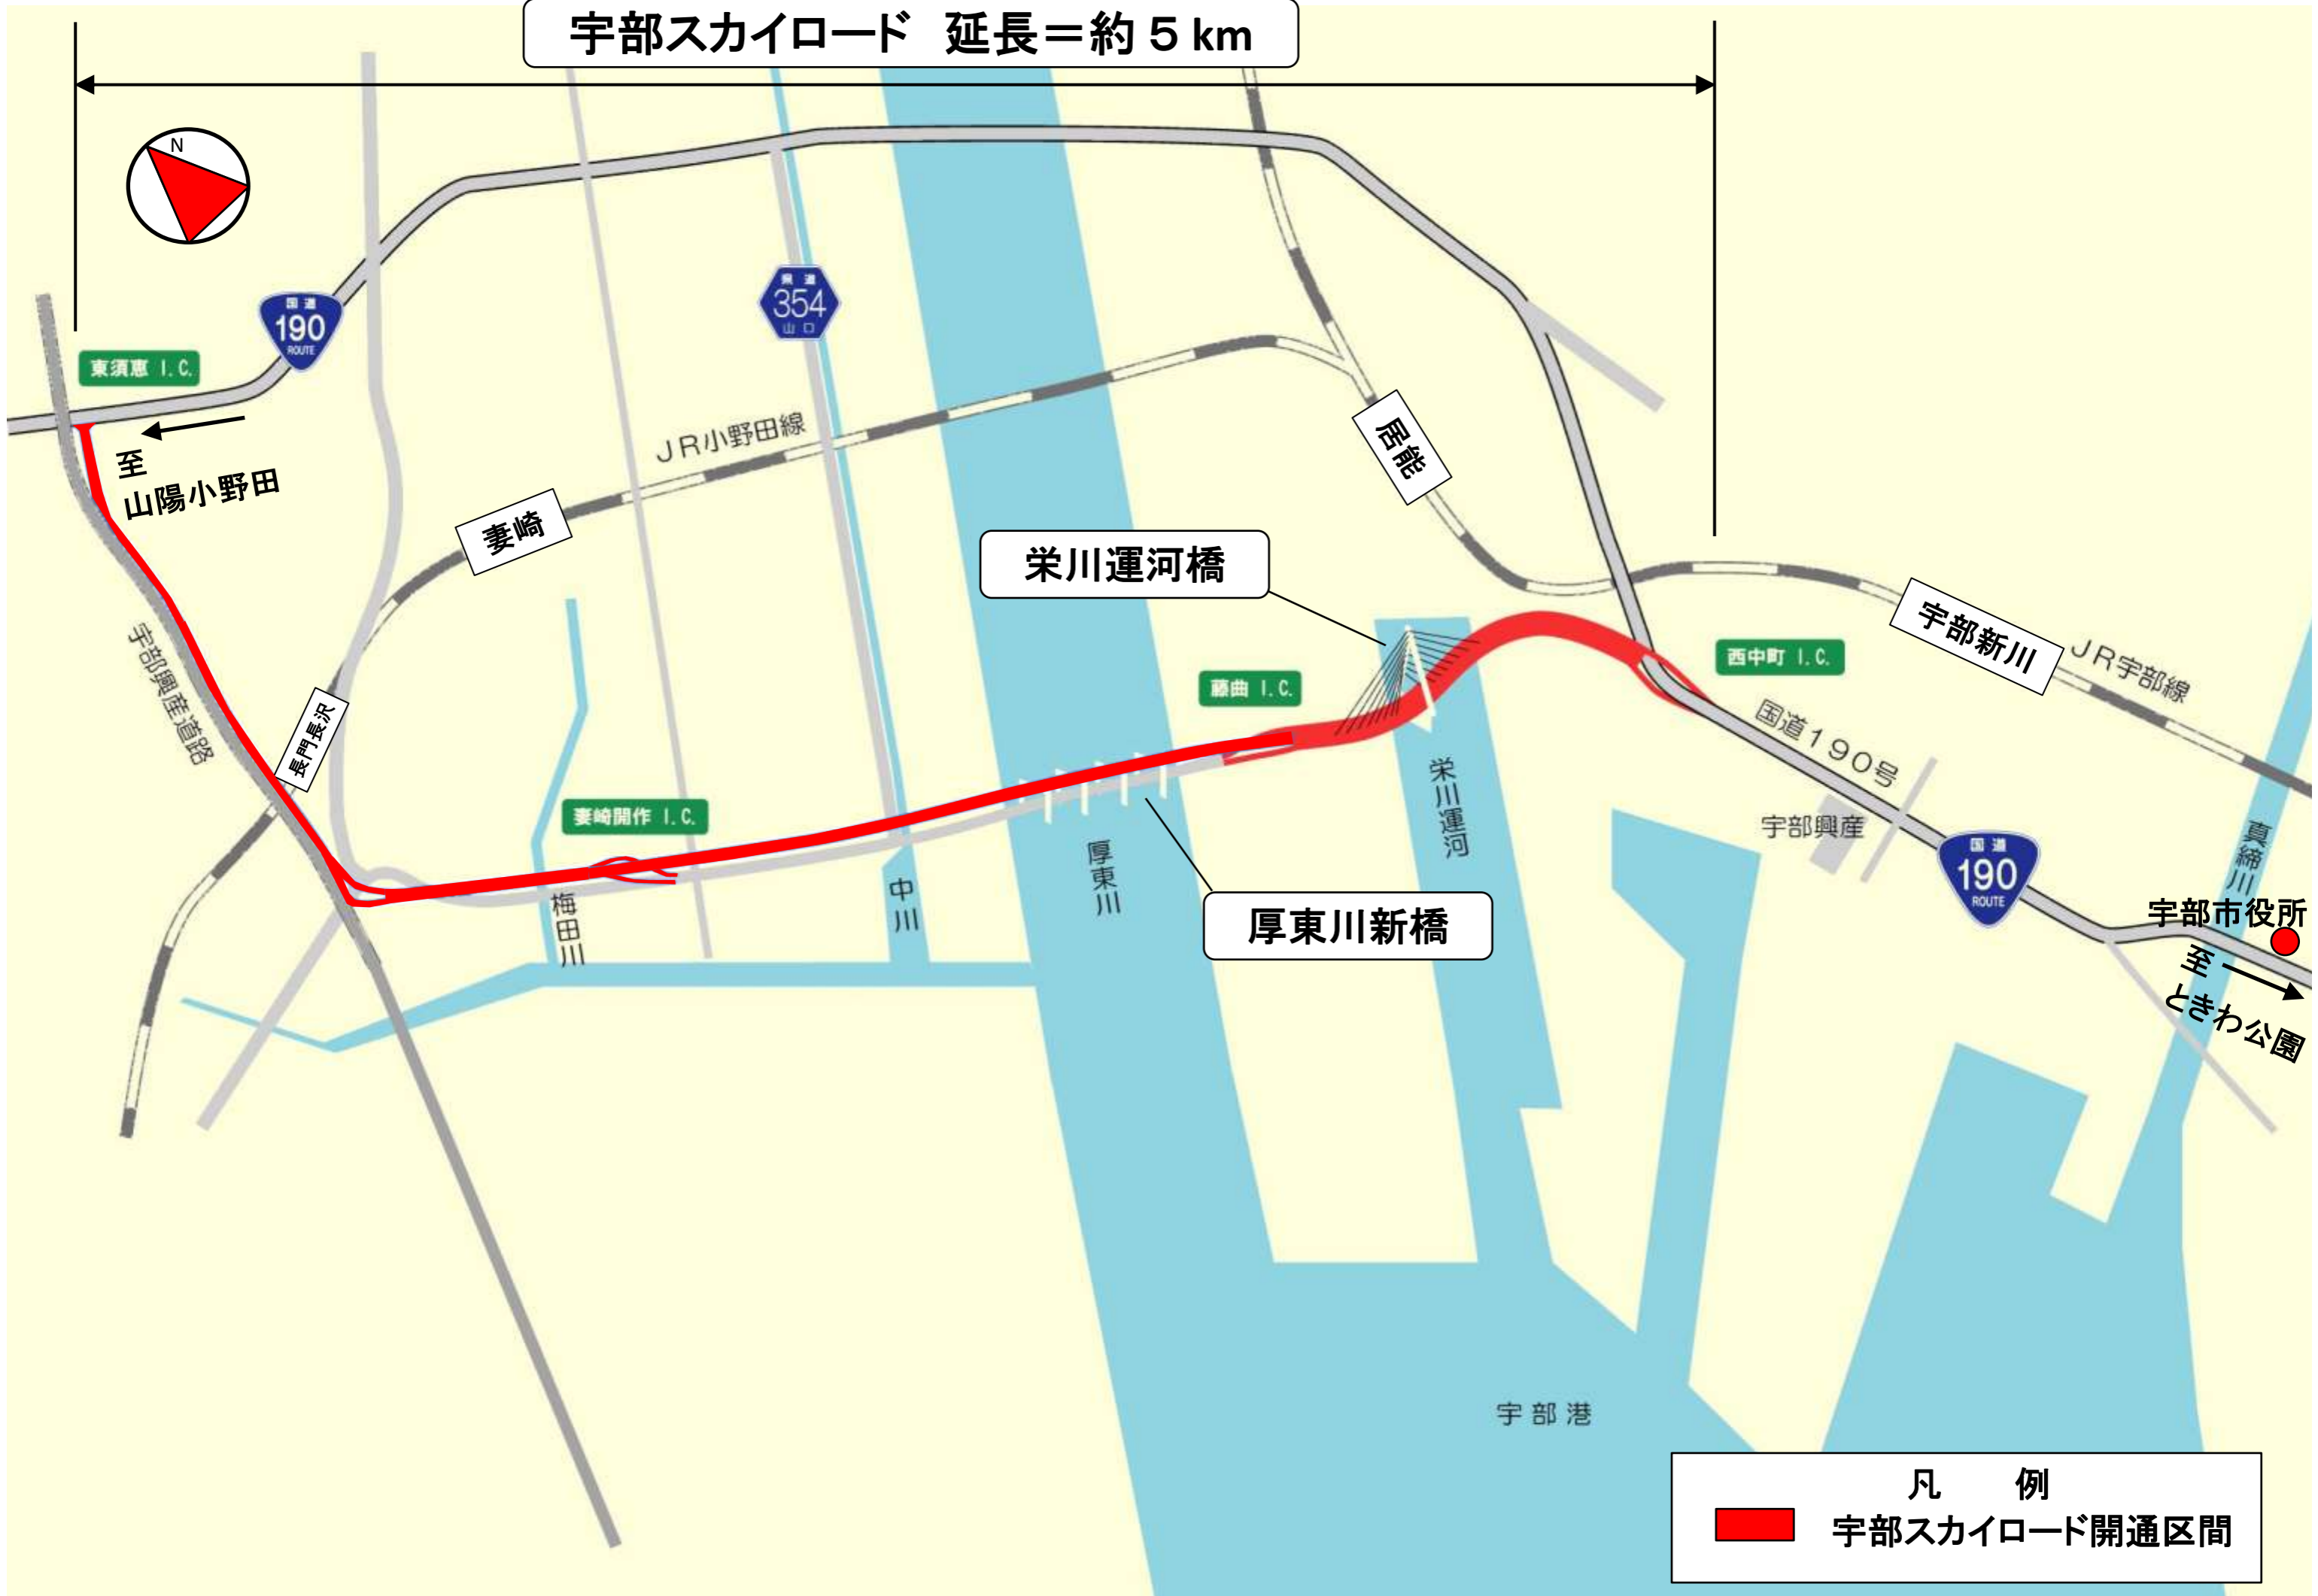 宇部スカイロード 延長＝約５km
N
国道
190
ROUTE
県道
354
山口
東須恵 I.C.
至
山陽小野田
JR小野田線
居能
妻崎
栄川運河橋
宇部新川
JR宇部線
西中町 I.C.
藤曲 I.C.
宇部興産道路
長門長沢
国道190号
栄川運河
妻崎開作 I.C.
宇部興産
真締川
国道
190
ROUTE
厚東川
中川
梅田川
厚東川新橋
宇部市役所
至
ときわ公園
宇部港
凡 例
宇部スカイロード開通区間